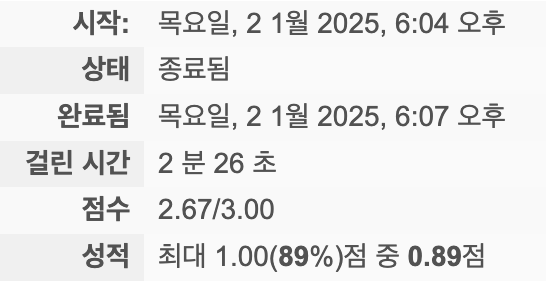 시작: 목요일, 2 1월 2025, 6:04 오후
상태 종료됨
완료됨 목요일, 2 1월 2025, 6:07 오후
걸린 시간 2 분 26 초
점수 2.67/3.00
성적 최대 1.00(89%)점 중 0.89점